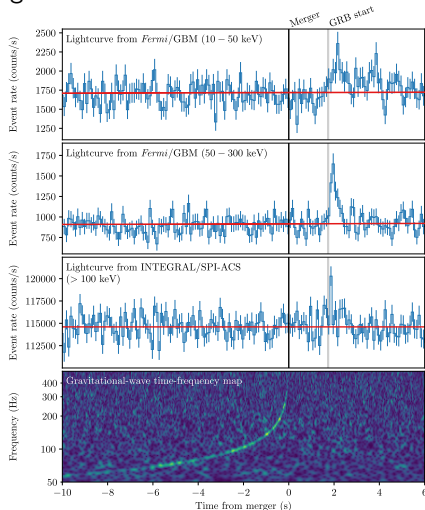 Merger
GRB start
Lightcurve from Fermi/GBM (10 − 50 keV)
Event rate (counts/s)
2500
2250
2000
1750
1500
1250
Lightcurve from Fermi/GBM (50 − 300 keV)
Event rate (counts/s)
1750
1500
1250
1000
750
Lightcurve from INTEGRAL/SPI-ACS
(> 100 keV)
Event rate (counts/s)
120000
117500
115000
112500
Gravitational-wave time-frequency map
Frequency (Hz)
400
300
200
100
50
−10 −8 −6 −4 −2 0 2 4 6
Time from merger (s)